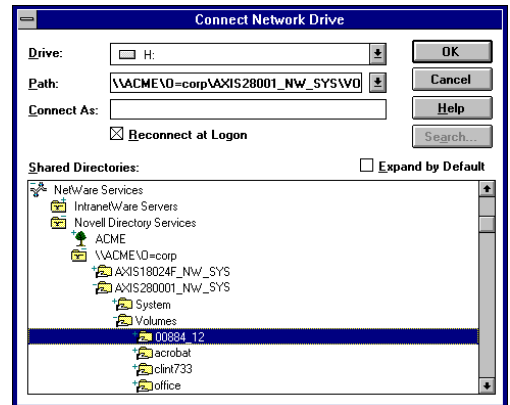 Connect Network Drive
Drive: H: OK
Path: \\ACME\O=corp\AXIS28001_NW_SYS\VO Cancel
Connect As: Help
Reconnect at Logon Search...
Shared Directories: Expand by Default
NetWare Services
IntranetWare Servers
Novell Directory Services
ACME
\\ACME\O=corp
AXIS18024F_NW_SYS
AXIS280001_NW_SYS
System
Volumes
00884_12
acrobat
clint733
office